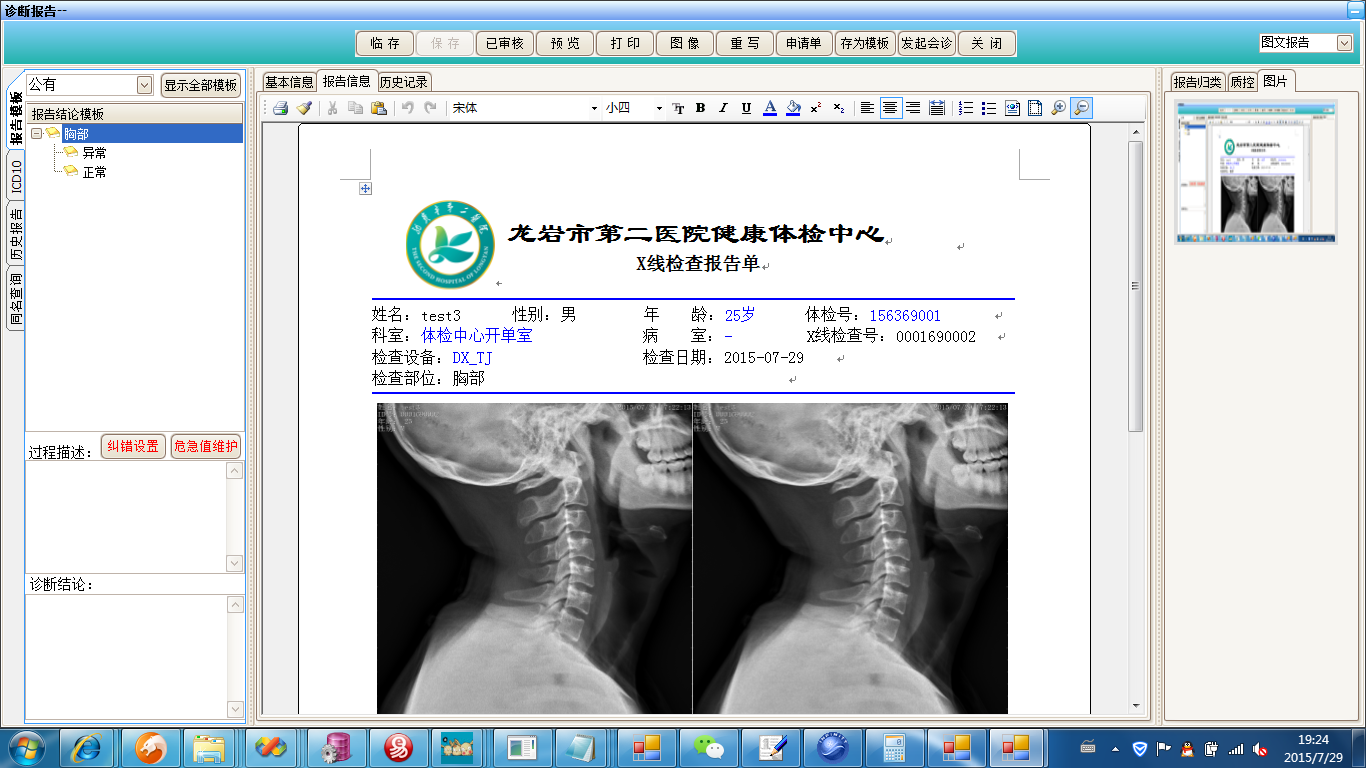 诊断报告--
临 存 保 存 已审核 预 览 打 印 图 像 重 写 申请单 存为模板 发起会诊 关 闭 图文报告
报告模板
ICD10
历史报告
同名查询
公有 显示全部模板
报告结论模板
胸部
异常
正常
过程描述： 纠错设置 危急值维护
诊断结论：
基本信息 报告信息 历史记录
宋体 小四
龙岩市第二医院健康体检中心
X线检查报告单
THE SECOND HOSPITAL OF LONGYAN
姓名：test3 性别：男 年 龄：25岁 体检号：156369001
科室：体检中心开单室 病 室：- X线检查号：0001690002
检查设备：DX_TJ 检查日期：2015-07-29
检查部位：胸部
报告归类 质控 图片
19:24
2015/7/29